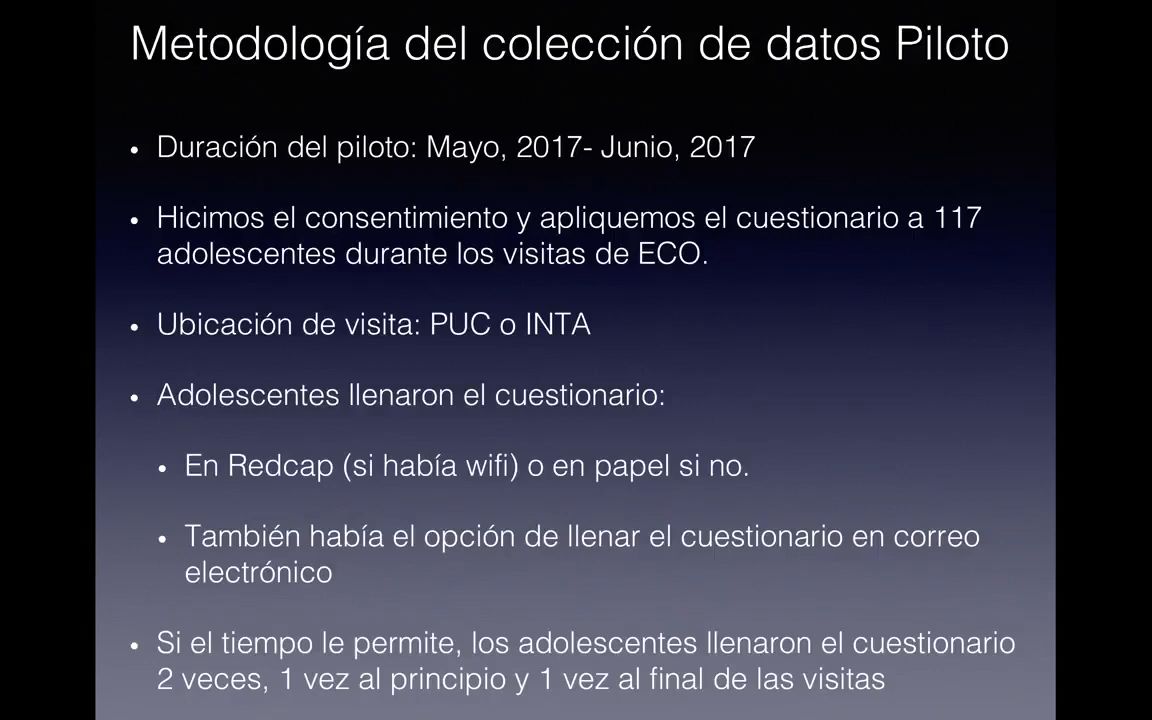 Metodología del colección de datos Piloto
• Duración del piloto: Mayo, 2017- Junio, 2017
• Hicimos el consentimiento y apliquemos el cuestionario a 117
adolescentes durante los visitas de ECO.
• Ubicación de visita: PUC o INTA
• Adolescentes llenaron el cuestionario:
• En Redcap (si había wifi) o en papel si no.
• También había el opción de llenar el cuestionario en correo
electrónico
• Si el tiempo le permite, los adolescentes llenaron el cuestionario
2 veces, 1 vez al principio y 1 vez al final de las visitas